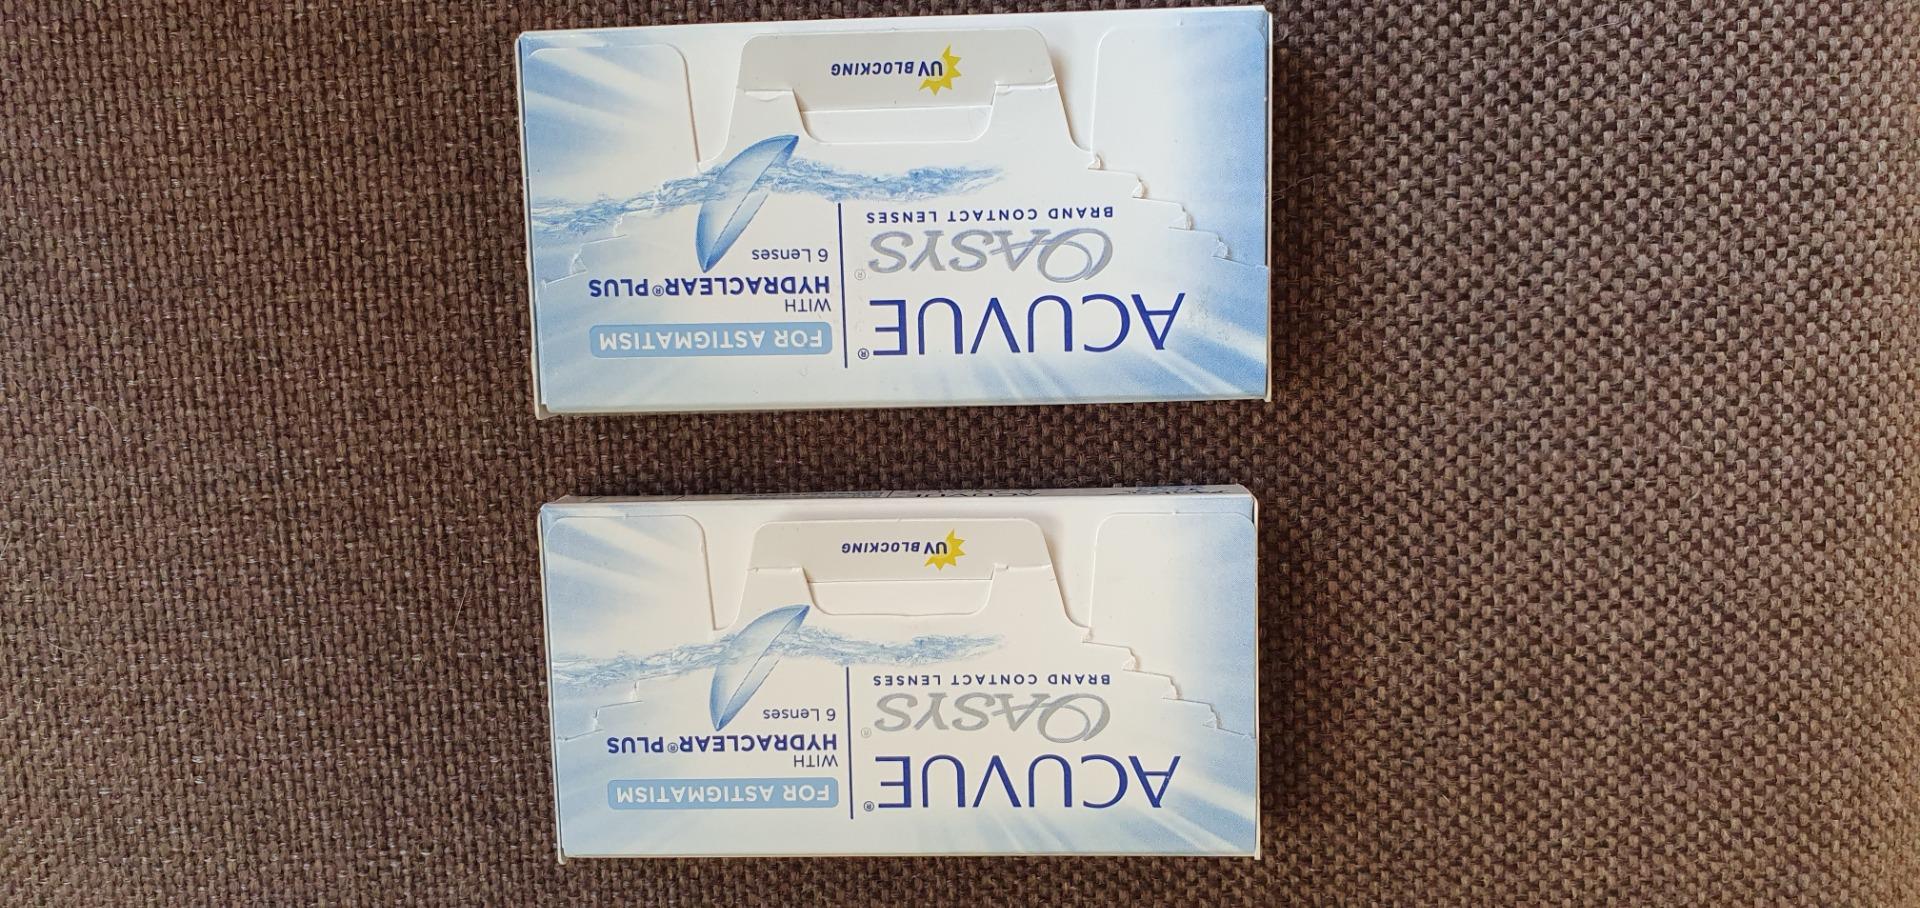 ACUVUE®
OASYS®
BRAND CONTACT LENSES
FOR ASTIGMATISM
WITH
HYDRACLEAR® PLUS
6 Lenses
UV BLOCKING
ACUVUE®
OASYS®
BRAND CONTACT LENSES
FOR ASTIGMATISM
WITH
HYDRACLEAR® PLUS
6 Lenses
UV BLOCKING